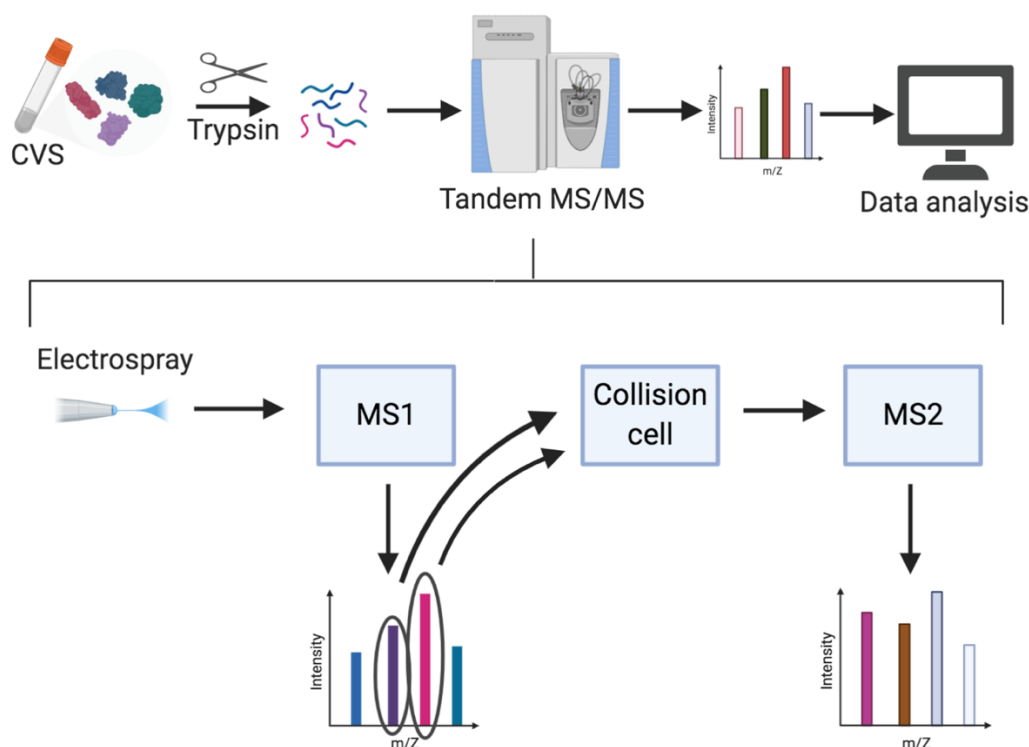 CVS
Trypsin
Tandem MS/MS
Intensity
m/Z
Data analysis
Electrospray
MS1
Collision
cell
MS2
Intensity
m/Z
Intensity
m/Z